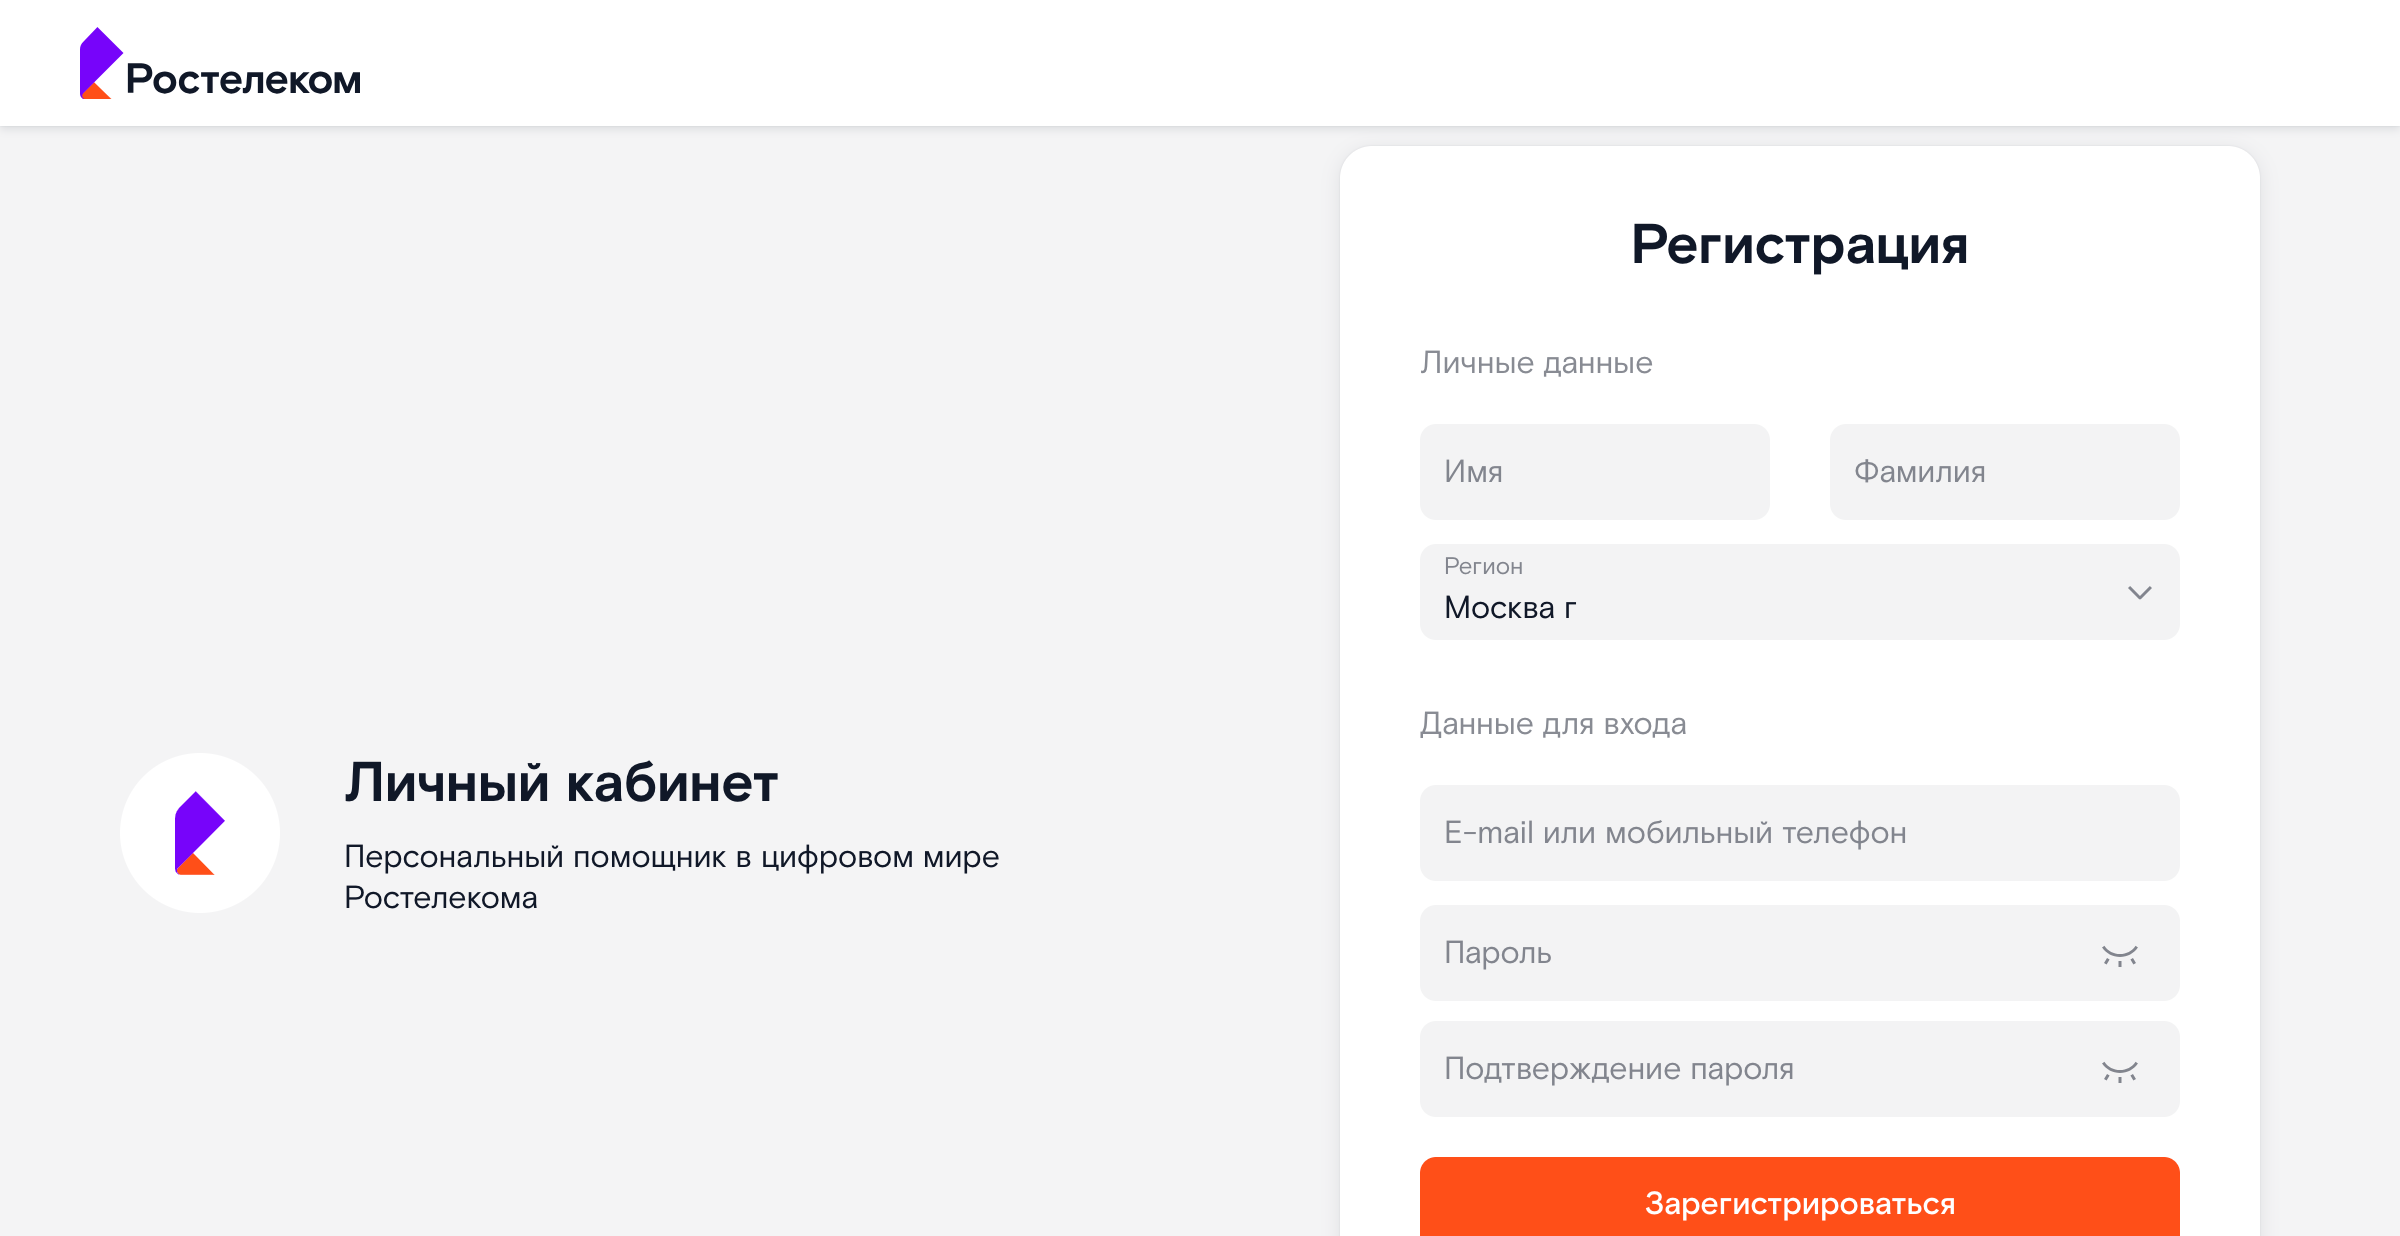 Ростелеком
Личный кабинет
Персональный помощник в цифровом мире
Ростелекома
Регистрация
Личные данные
Имя
Фамилия
Регион
Москва г
Данные для входа
E-mail или мобильный телефон
Пароль
Подтверждение пароля
Зарегистрироваться